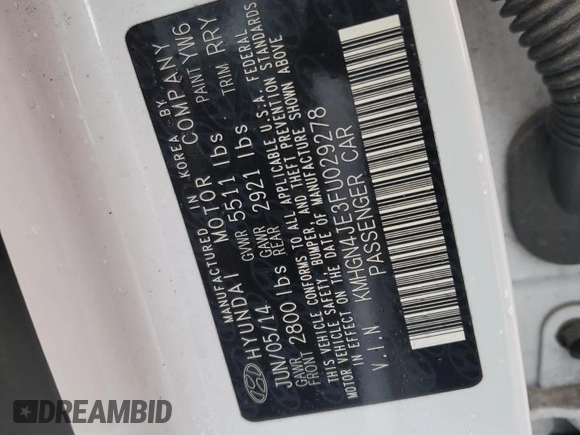 MANUFACTURED IN KOREA BY
HYUNDAI MOTOR COMPANY
JUN/05/14 GVWR 5511 lbs PAINT YW6
GAWR FRONT 2800 lbs GAWR REAR 2921 lbs TRIM RRY
THIS VEHICLE CONFORMS TO ALL APPLICABLE U.S.A. FEDERAL
MOTOR VEHICLE SAFETY, BUMPER, AND THEFT PREVENTION STANDARDS
IN EFFECT ON THE DATE OF MANUFACTURE SHOWN ABOVE
V.I.N KMHGN4JE3FU029278
PASSENGER CAR
DREAMBID